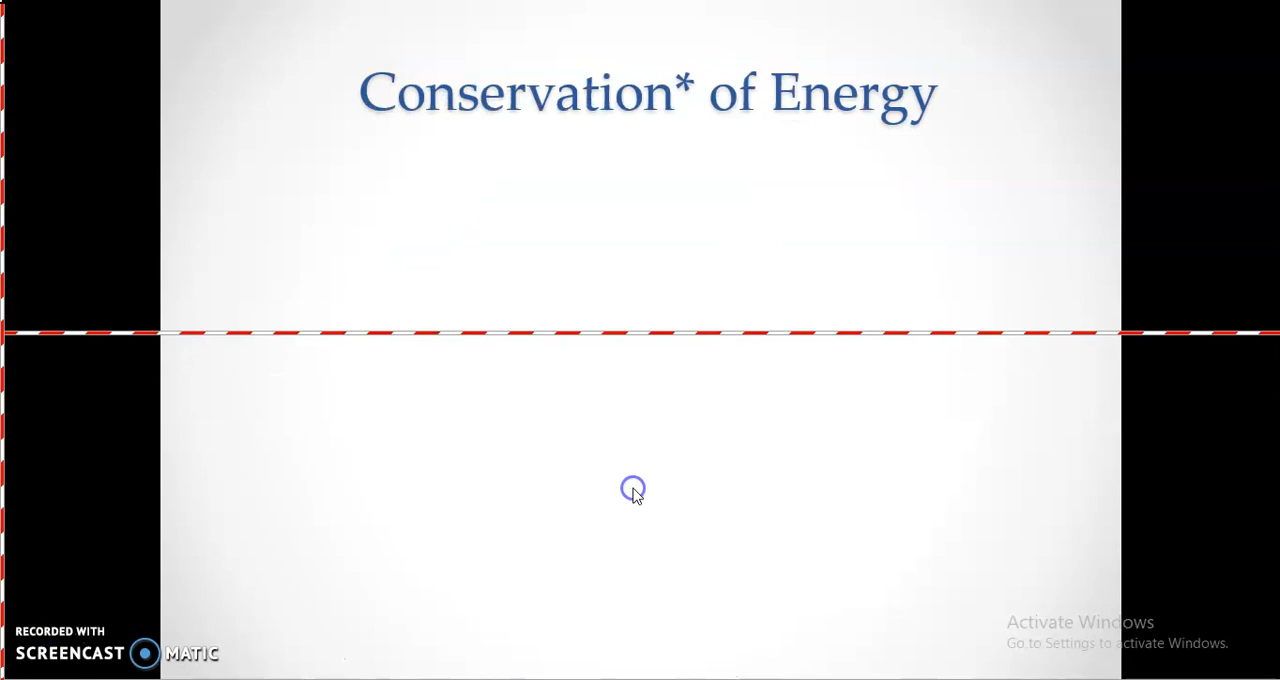 Conservation* of Energy
Activate Windows
Go to Settings to activate Windows.
RECORDED WITH
SCREENCAST MATIC